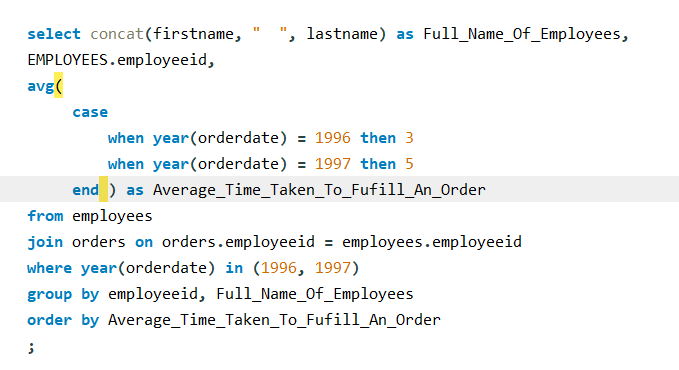 select concat(firstname, "  ", lastname) as Full_Name_Of_Employees,
EMPLOYEES.employeeid,
avg(
     case
         when year(orderdate) = 1996 then 3
         when year(orderdate) = 1997 then 5
     end ) as Average_Time_Taken_To_Fufill_An_Order
from employees
join orders on orders.employeeid = employees.employeeid
where year(orderdate) in (1996, 1997)
group by employeeid, Full_Name_Of_Employees
order by Average_Time_Taken_To_Fufill_An_Order
;